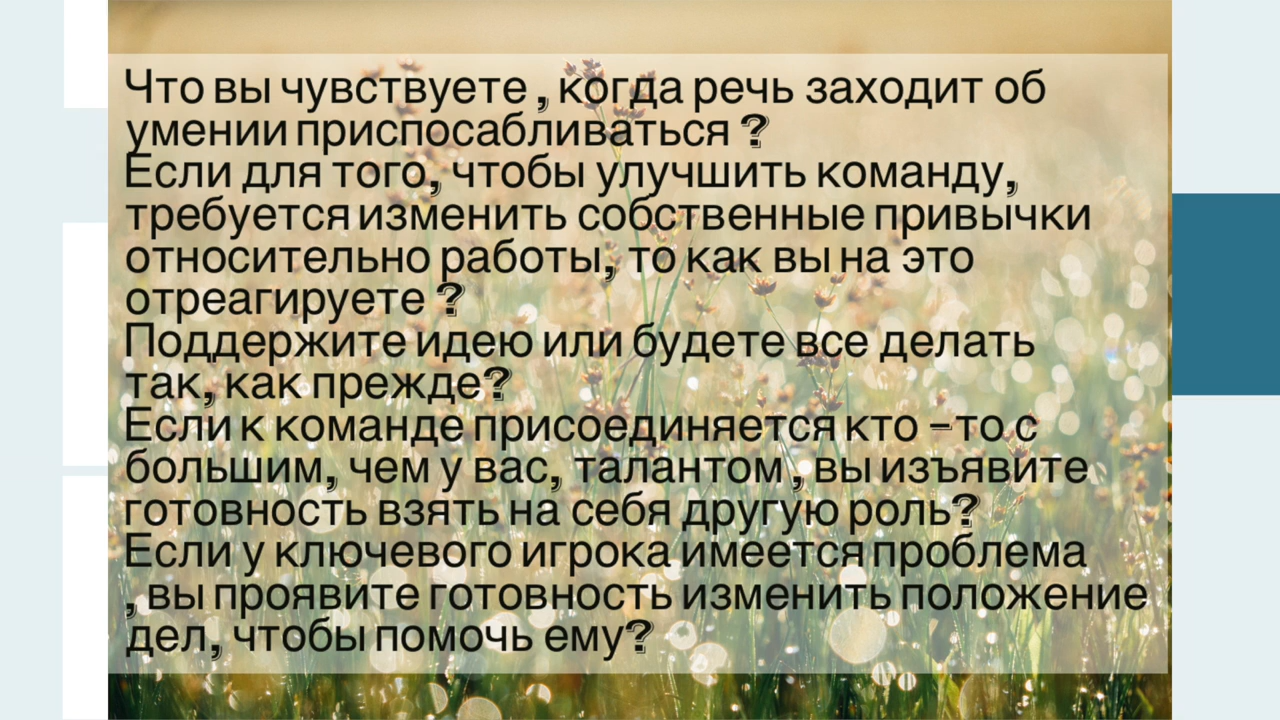 Что вы чувствуете , когда речь заходит об
умении приспосабливаться ?
Если для того, чтобы улучшить команду,
требуется изменить собственные привычки
относительно работы, то как вы на это
отреагируете ?
Поддержите идею или будете все делать
так, как прежде?
Если к команде присоединяется кто –то с
большим, чем у вас, талантом , вы изъявите
готовность взять на себя другую роль?
Если у ключевого игрока имеется проблема
, вы проявите готовность изменить положение
дел, чтобы помочь ему?